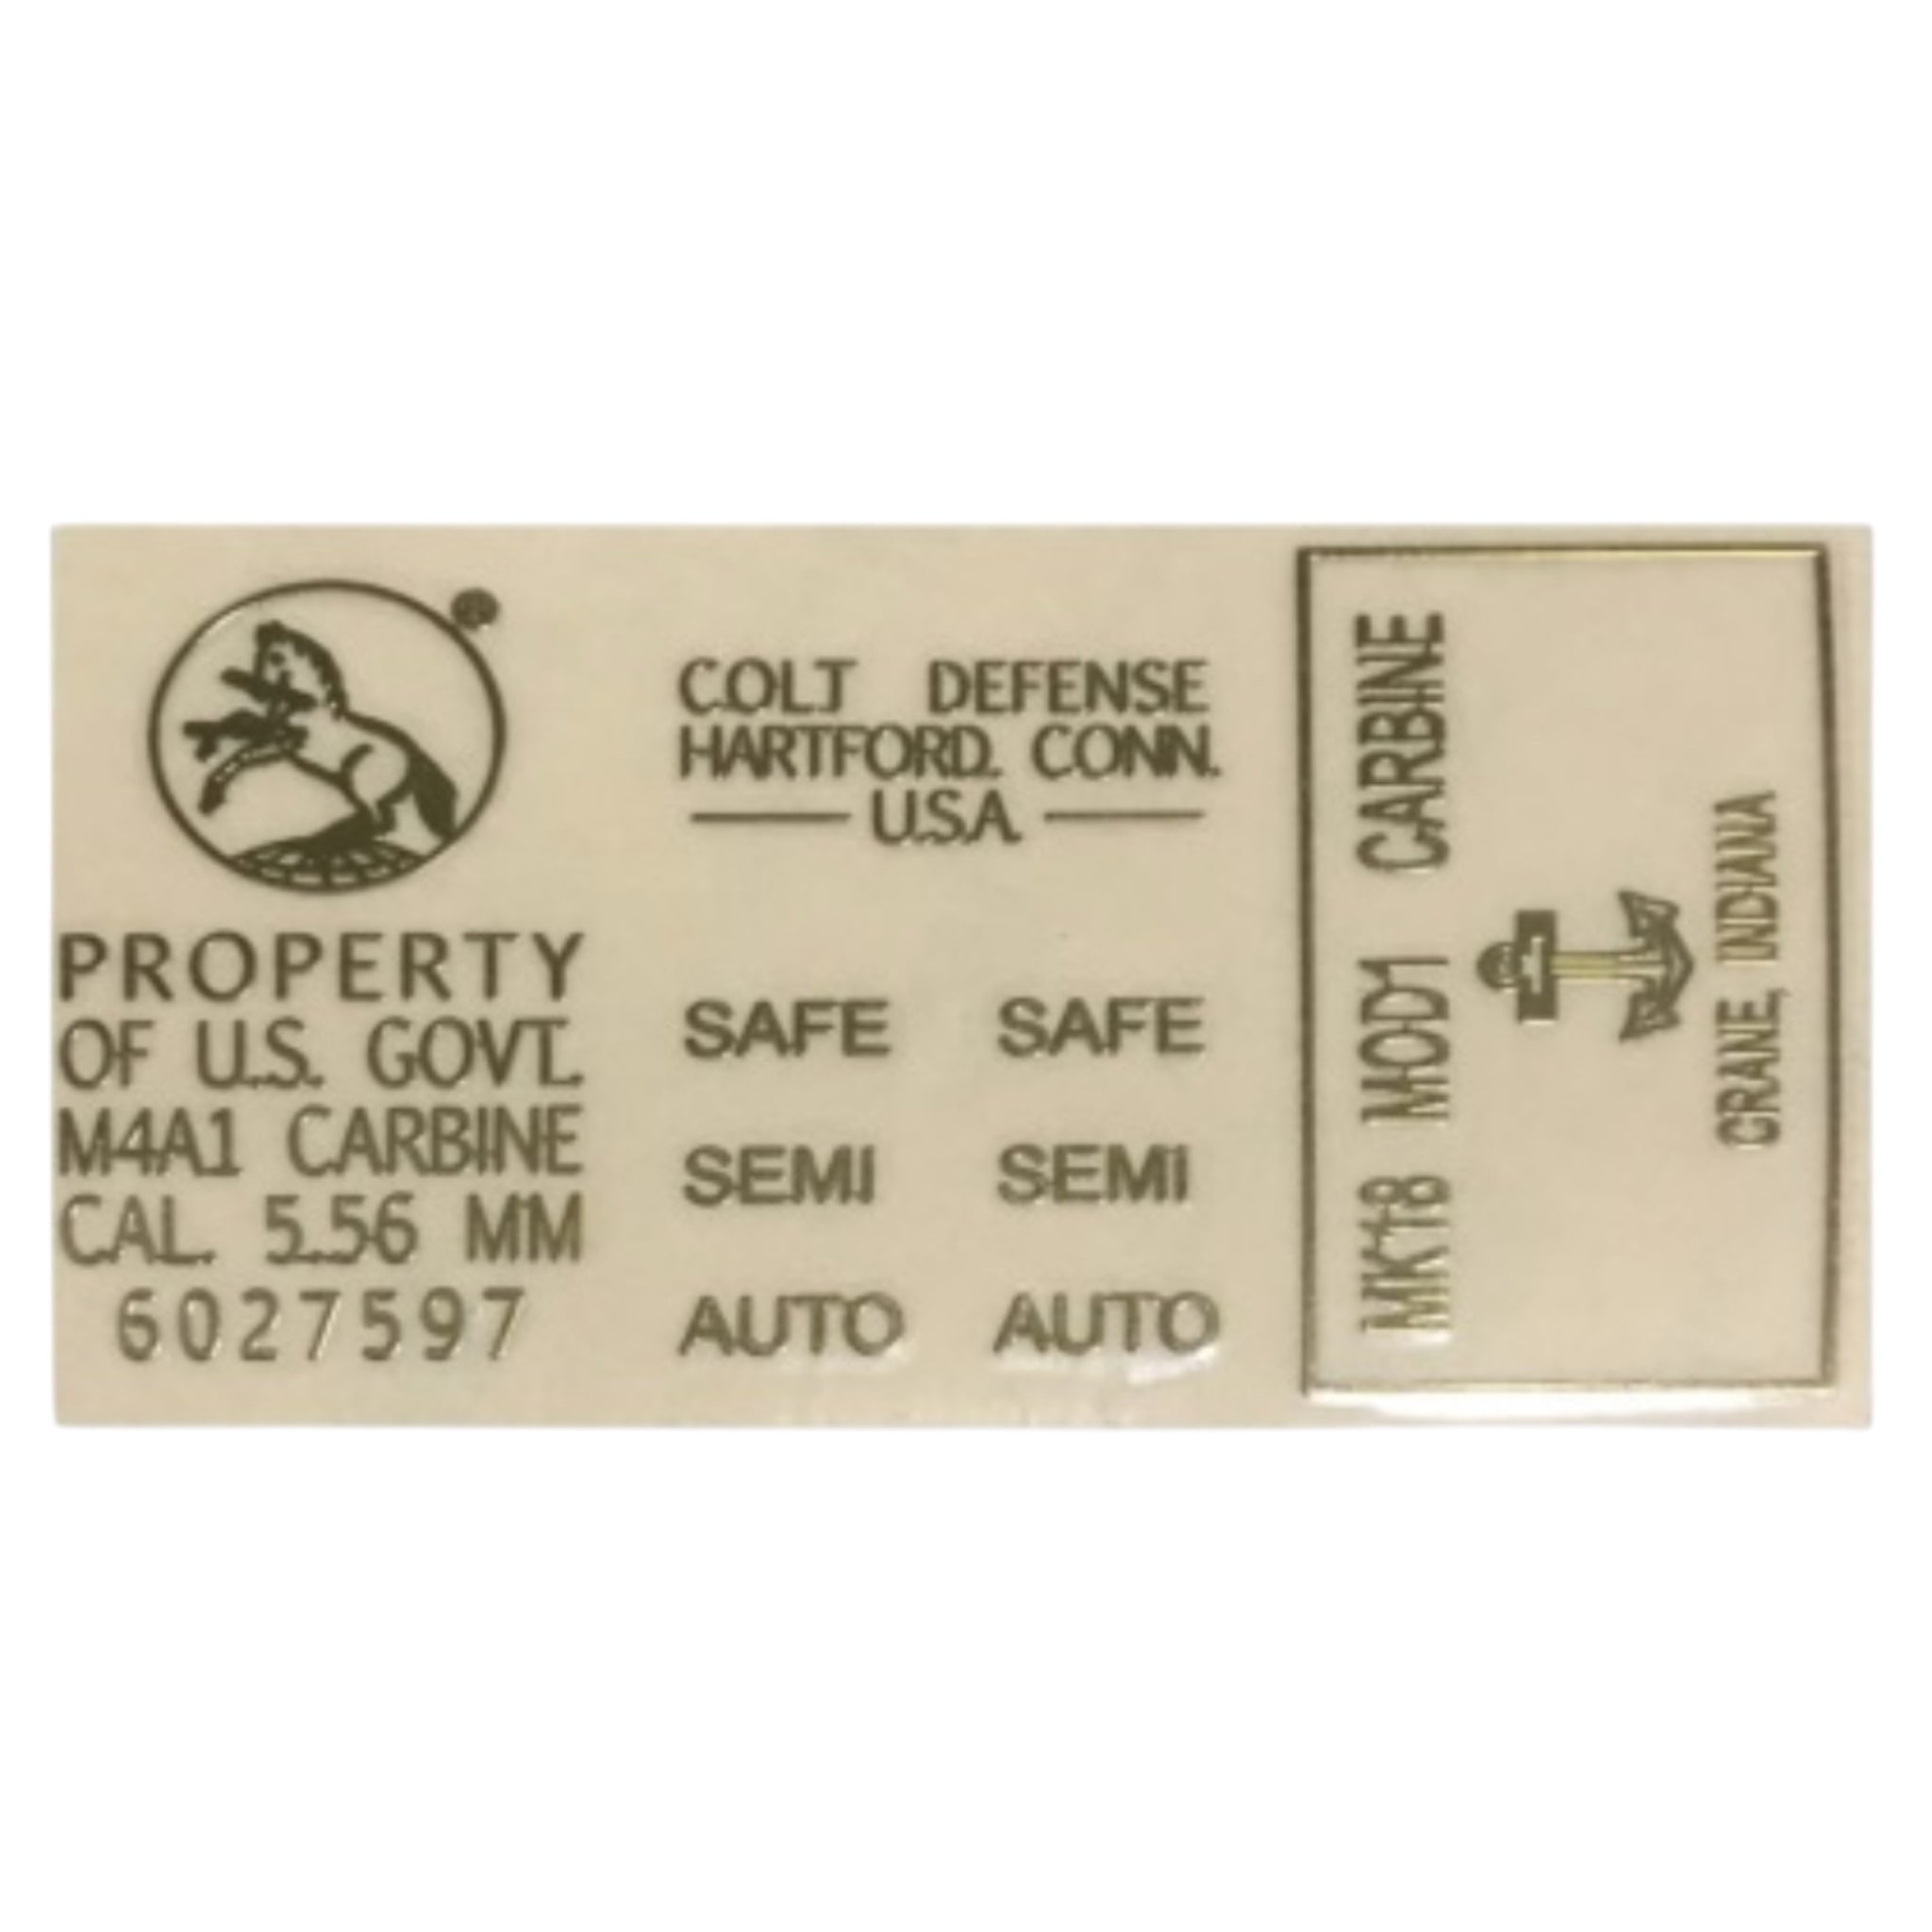 PROPERTY
OF U.S. GOVT.
M4A1 CARBINE
CAL. 5.56 MM
6027597
COLT DEFENSE
HARTFORD. CONN.
U.S.A.
SAFE SAFE
SEMI SEMI
AUTO AUTO
MK18 MOD1 CARBINE
CRANE, INDIANA